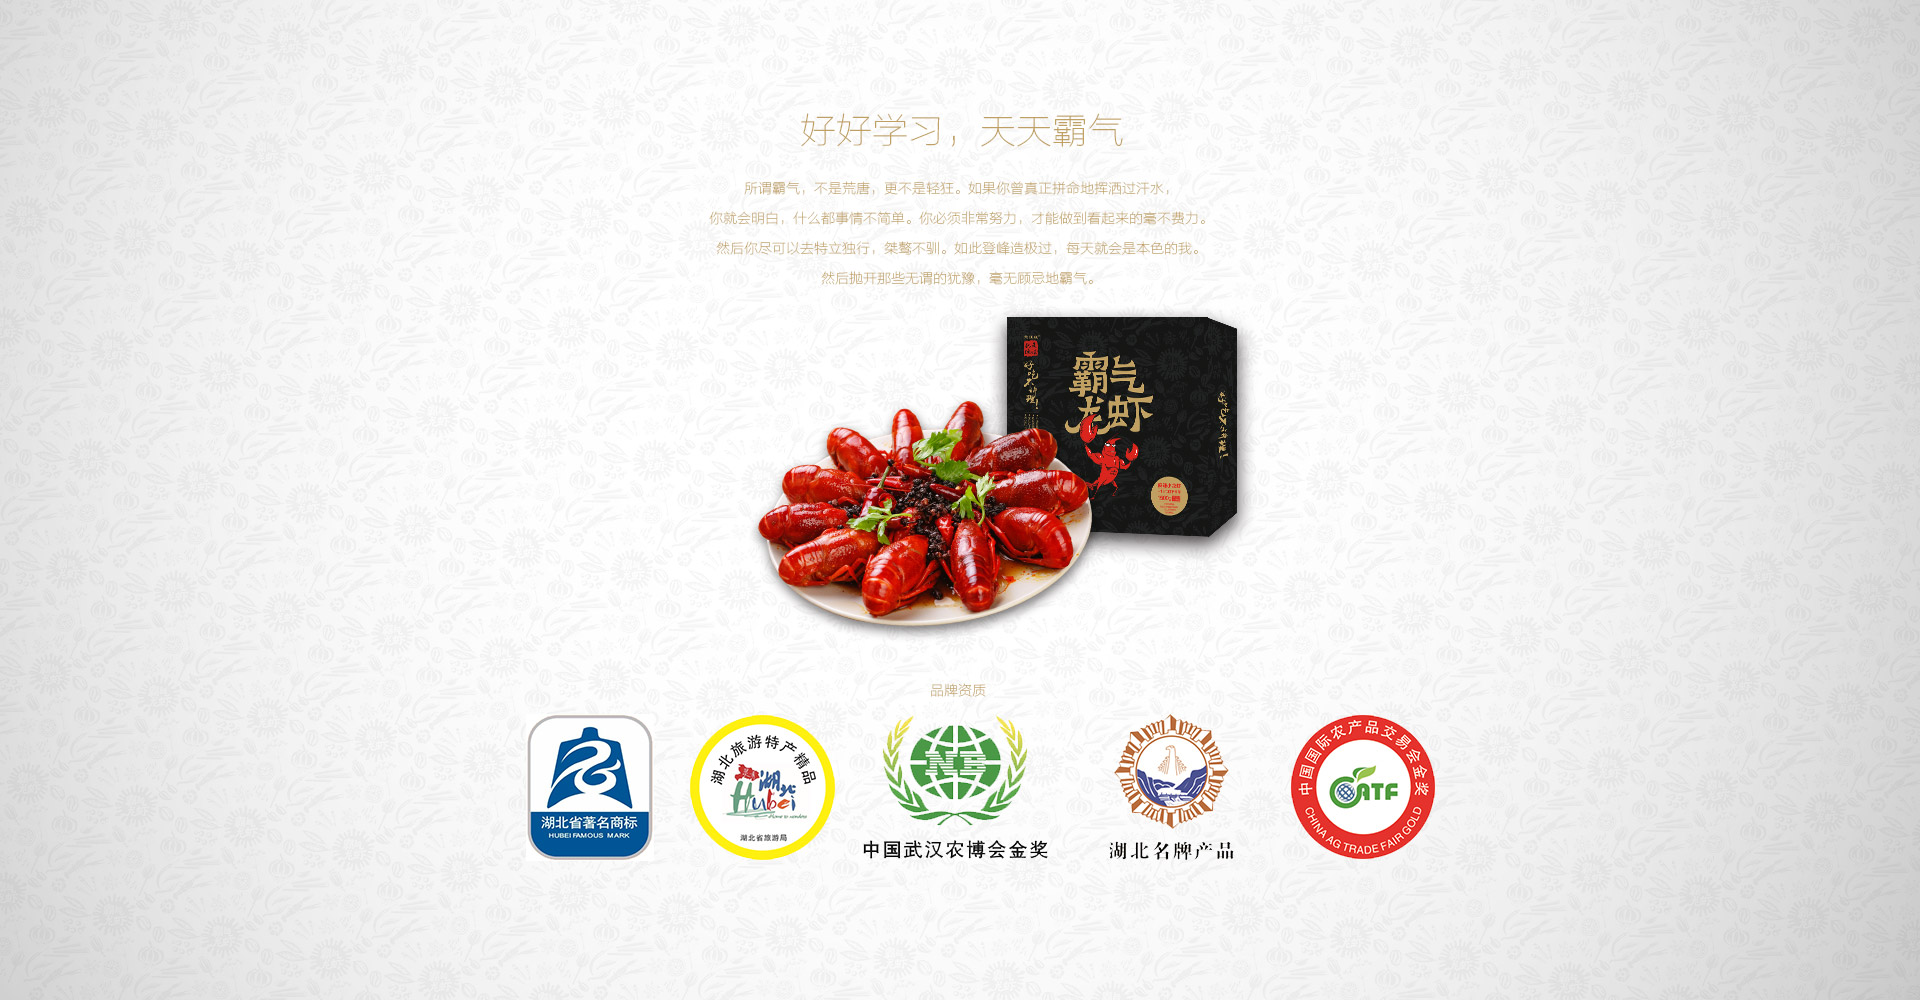 好好学习，天天霸气
所谓霸气，不是荒唐，更不是轻狂。如果你曾真正拼命地挥洒过汗水，
你就会明白，什么都事情不简单。你必须非常努力，才能做到看起来的毫不费力。
然后你尽可以去特立独行，桀骜不驯。如此登峰造极过，每天就会是本色的我。
然后抛开那些无谓的犹豫，毫无顾忌地霸气。
霸气
龙虾
品牌资质
湖北省著名商标
HUBEI FAMOUS MARK
湖北旅游特产精品
湖北
Hubei
湖北省旅游局
中国武汉农博会金奖
湖北名牌产品
中国国际农产品交易会金奖
CATF
CHINA AG TRADE FAIR GOLD